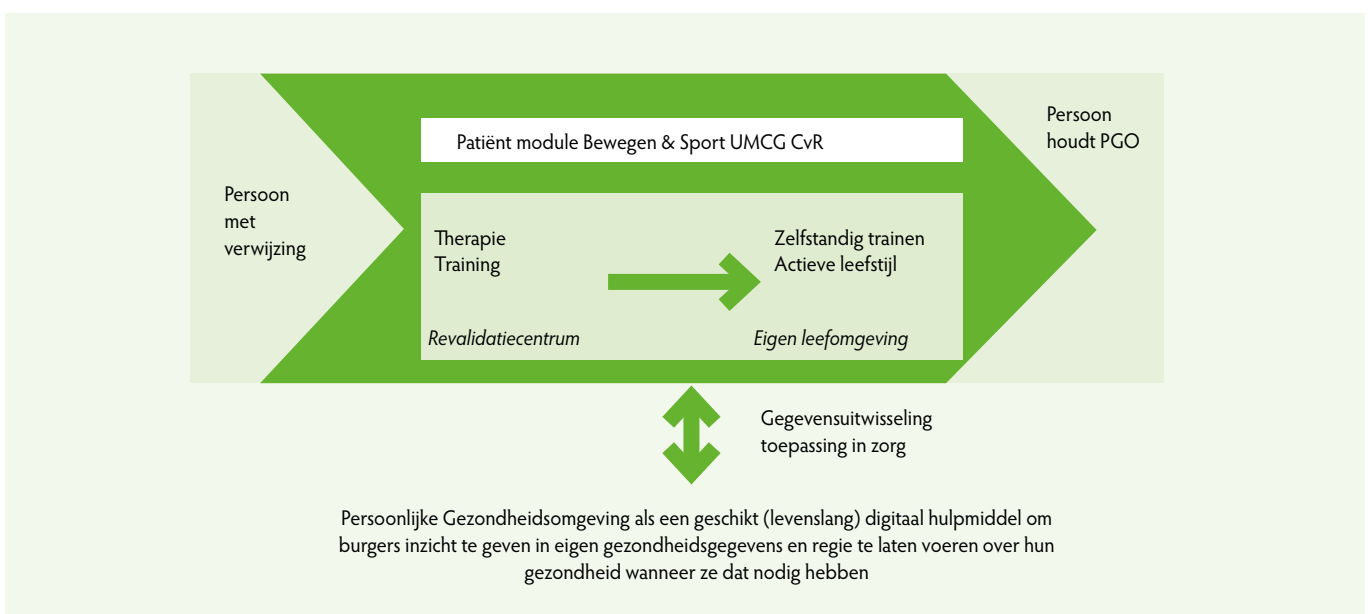 Persoon
met
verwijzing
Patiënt module Bewegen & Sport UMCG CvR
Therapie
Training
Revalidatiecentrum
Zelfstandig trainen
Actieve leefstijl
Eigen leefomgeving
Persoon
houdt PGO
Gegevensuitwisseling
toepassing in zorg
Persoonlijke Gezondheidsomgeving als een geschikt (levenslang) digitaal hulpmiddel om
burgers inzicht te geven in eigen gezondheidsgegevens en regie te laten voeren over hun
gezondheid wanneer ze dat nodig hebben